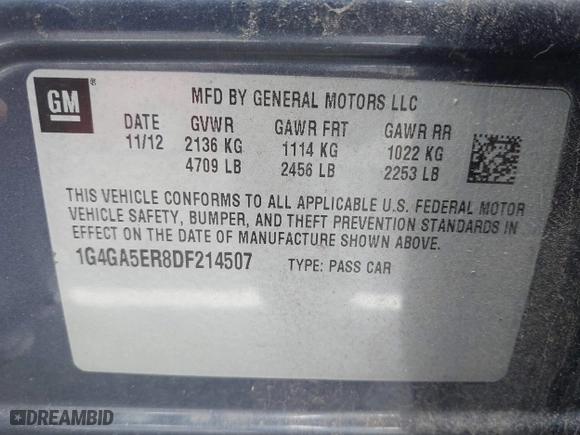 GM ®
MFD BY GENERAL MOTORS LLC
DATE GVWR GAWR FRT GAWR RR
11/12 2136 KG 1114 KG 1022 KG
4709 LB 2456 LB 2253 LB
THIS VEHICLE CONFORMS TO ALL APPLICABLE U.S. FEDERAL MOTOR
VEHICLE SAFETY, BUMPER, AND THEFT PREVENTION STANDARDS IN
EFFECT ON THE DATE OF MANUFACTURE SHOWN ABOVE.
1G4GA5ER8DF214507 TYPE: PASS CAR
DREAMBID